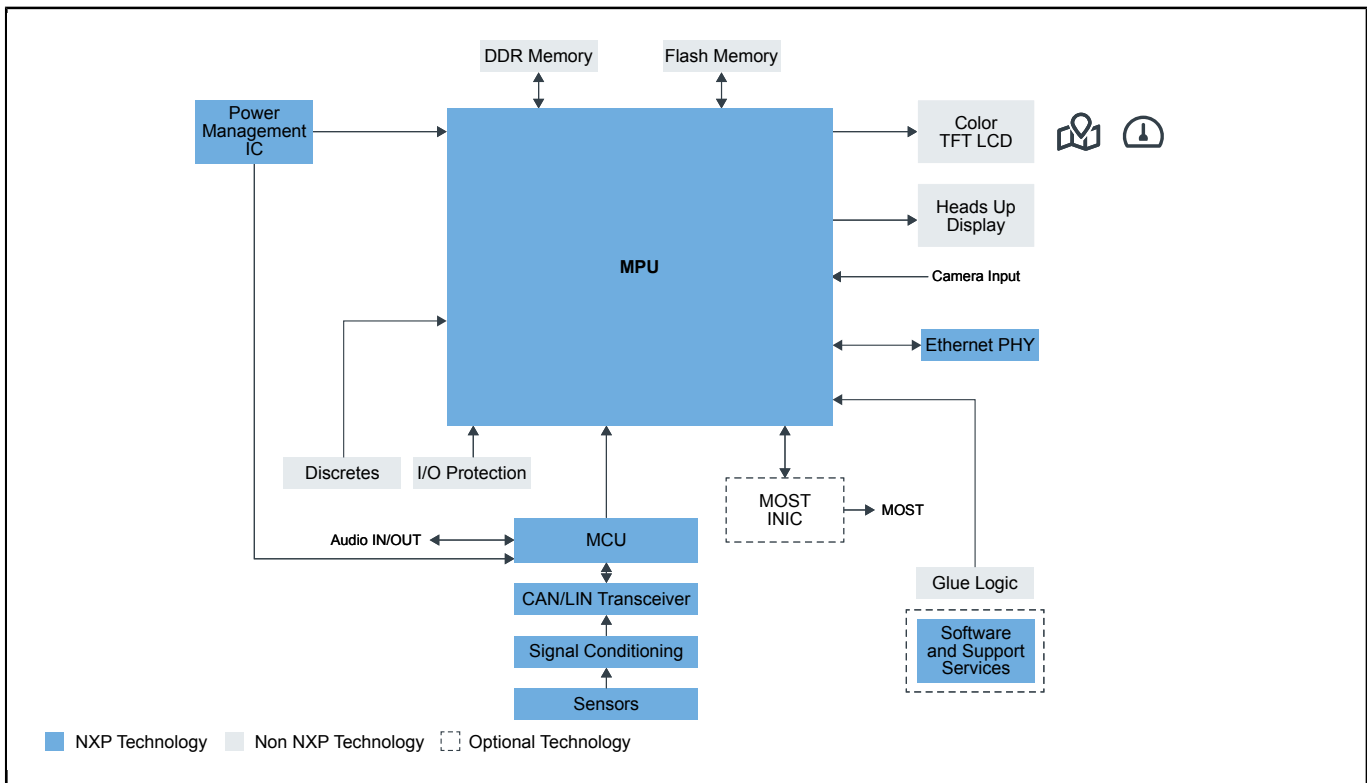 DDR Memory
Flash Memory
Power
Management
IC
Color
TFT LCD
Heads Up
Display
MPU
Camera Input
Ethernet PHY
Discretes
I/O Protection
MOST
INIC
MOST
Audio IN/OUT
MCU
Glue Logic
CAN/LIN Transceiver
Software
and Support
Services
Signal Conditioning
Sensors
NXP Technology
Non NXP Technology
Optional Technology